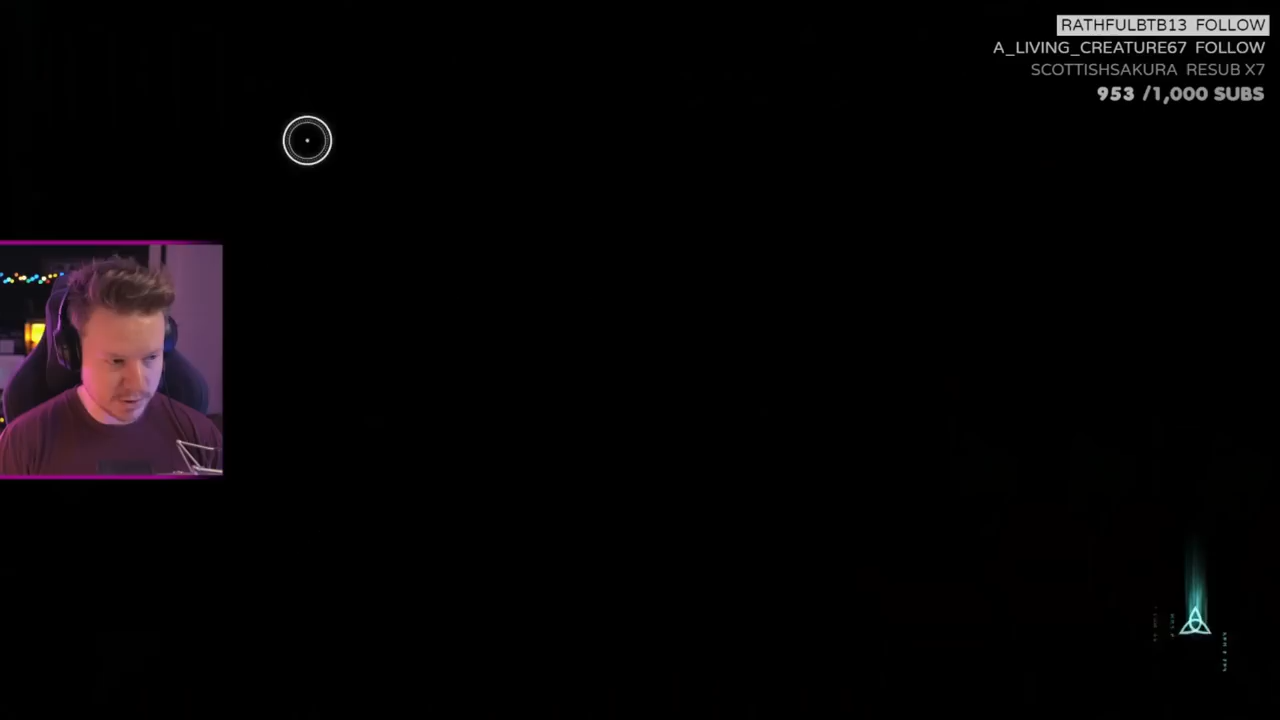 RATHFULBTB13 FOLLOW
A_LIVING_CREATURE67 FOLLOW
SCOTTISHSAKURA RESUB X7
953 /1,000 SUBS